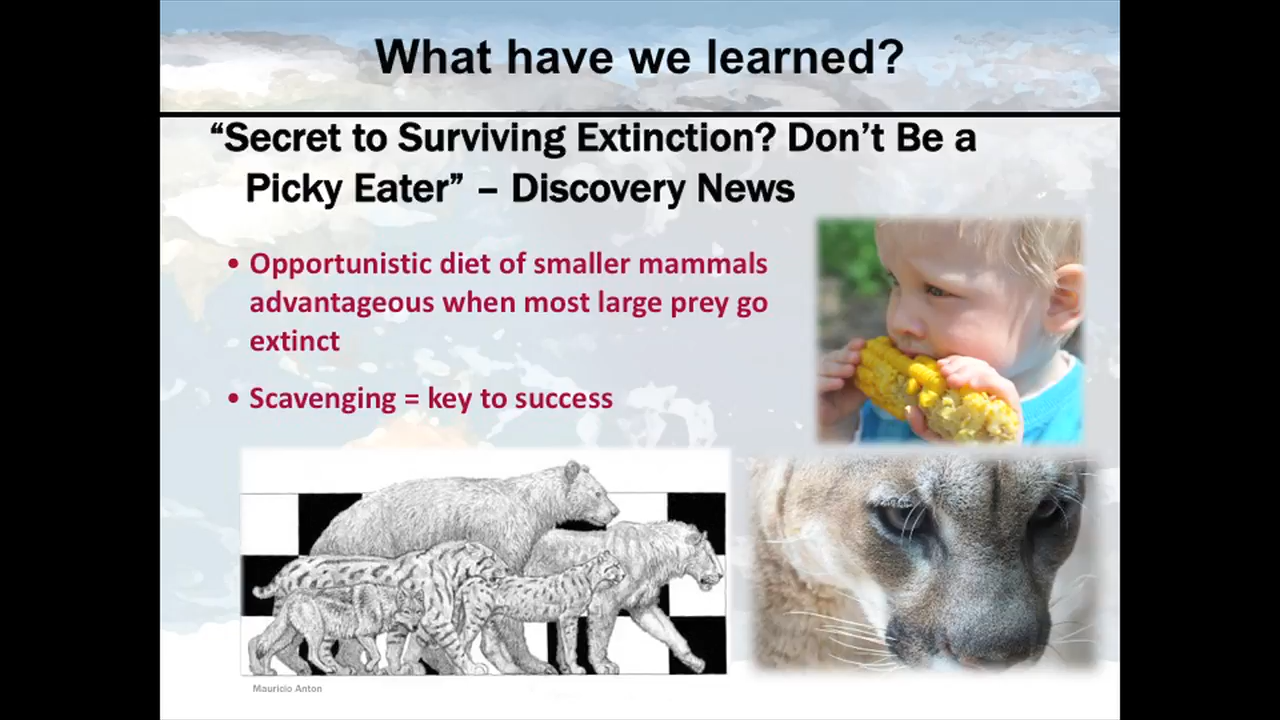 What have we learned?
“Secret to Surviving Extinction? Don’t Be a
Picky Eater” – Discovery News
• Opportunistic diet of smaller mammals
advantageous when most large prey go
extinct
• Scavenging = key to success
Mauricio Anton